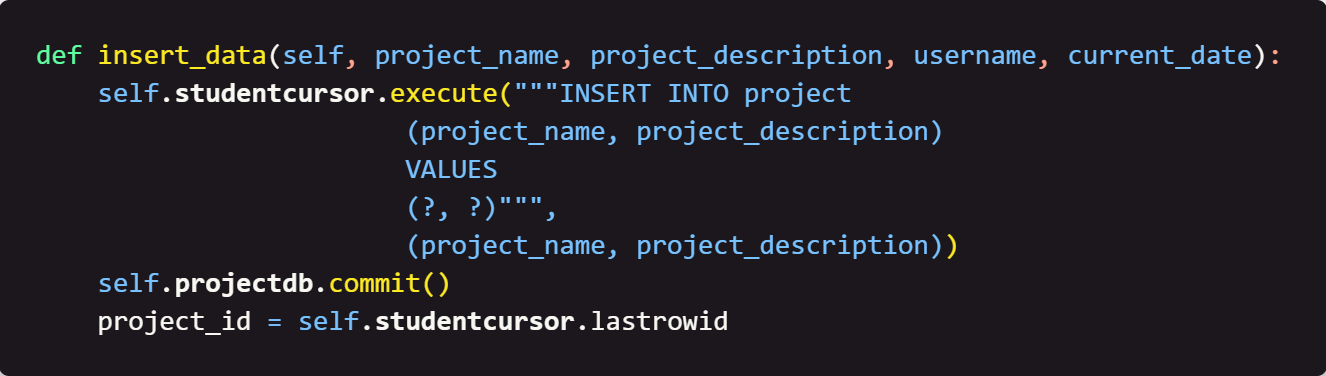 def insert_data(self, project_name, project_description, username, current_date):
    self.studentcursor.execute("""INSERT INTO project
                        (project_name, project_description)
                        VALUES
                        (?, ?)""",
                        (project_name, project_description))
    self.projectdb.commit()
    project_id = self.studentcursor.lastrowid